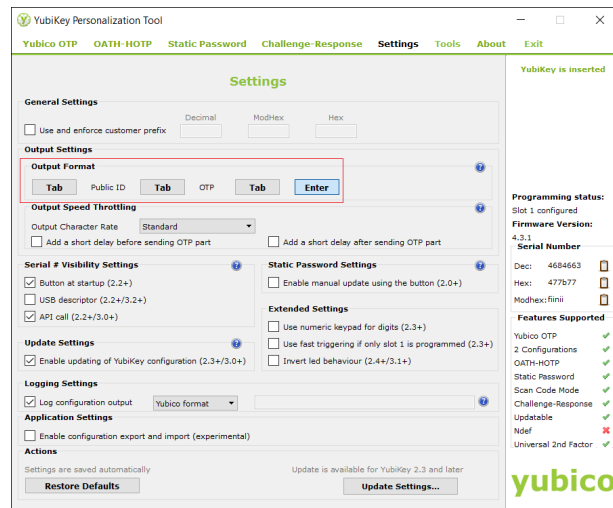 YubiKey Personalization Tool
Yubico OTP OATH-HOTP Static Password Challenge-Response Settings Tools About Exit
Settings
General Settings
Decimal ModHex Hex
Use and enforce customer prefix
Output Settings
Output Format
Tab Public ID Tab OTP Tab Enter
Output Speed Throttling
Output Character Rate Standard
Add a short delay before sending OTP part Add a short delay after sending OTP part
Serial # Visibility Settings
Button at startup (2.2+)
USB descriptor (2.2+/3.2+)
API call (2.2+/3.0+)
Static Password Settings
Enable manual update using the button (2.0+)
Update Settings
Enable updating of YubiKey configuration (2.3+/3.0+)
Extended Settings
Use numeric keypad for digits (2.3+)
Use fast triggering if only slot 1 is programmed (2.3+)
Invert led behaviour (2.4+/3.1+)
Logging Settings
Log configuration output Yubico format
Application Settings
Enable configuration export and import (experimental)
Actions
Settings are saved automatically Update is available for YubiKey 2.3 and later
Restore Defaults Update Settings...
YubiKey is inserted
Programming status:
Slot 1 configured
Firmware Version:
4.3.1
Serial Number
Dec: 4684663
Hex: 477b77
Modhex: fiinii
Features Supported
Yubico OTP
2 Configurations
OATH-HOTP
Static Password
Scan Code Mode
Challenge-Response
Updatable
Ndef
Universal 2nd Factor
yubico